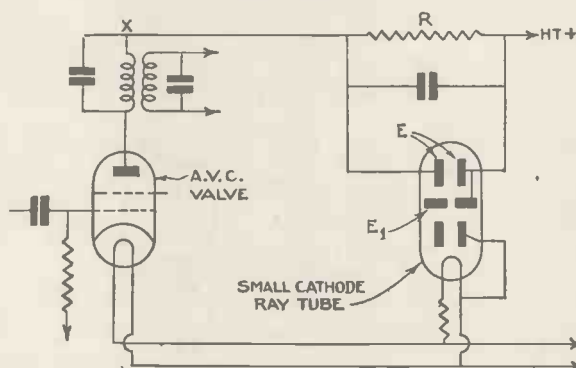 X
R
HT+
A.V.C.
VALVE
E
E1
SMALL CATHODE
RAY TUBE